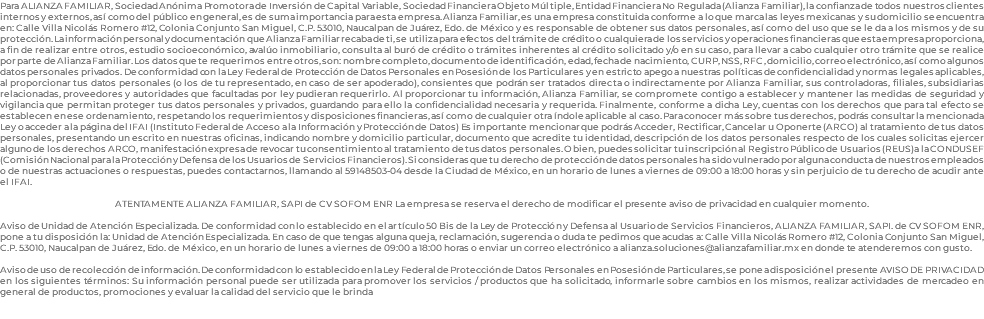 Para ALIANZA FAMILIAR, Sociedad Anónima Promotora de Inversión de Capital Variable, Sociedad Financiera Objeto Múltiple, Entidad Financiera No Regulada (Alianza Familiar), la confianza de todos nuestros clientes
internos y externos, así como del público en general, es de suma importancia para esta empresa. Alianza Familiar, es una empresa constituida conforme a lo que marca las leyes mexicanas y su domicilio se encuentra
en: Calle Villa Nicolás Romero #12, Colonia Conjunto San Miguel, C.P. 53010, Naucalpan de Juárez, Edo. de México y es responsable de obtener sus datos personales, así como del uso que se le da a los mismos y de su
protección. La información personal y documentación que Alianza Familiar recabe de ti, se utiliza para efectos del trámite de crédito o cualquiera de los servicios y operaciones financieras que esta empresa proporciona,
a fin de realizar entre otros, estudio socioeconómico, avalúo inmobiliario, consulta al buró de crédito o trámites inherentes al crédito solicitado y/o en su caso, para llevar a cabo cualquier otro trámite que se realice
por parte de Alianza Familiar. Los datos que te requerimos entre otros, son: nombre completo, documento de identificación, edad, fecha de nacimiento, CURP, NSS, RFC, domicilio, correo electrónico, así como algunos
datos personales privados. De conformidad con la Ley Federal de Protección de Datos Personales en Posesión de los Particulares y en estricto apego a nuestras políticas de confidencialidad y normas legales aplicables,
al proporcionar tus datos personales (o los de tu representado, en caso de ser apoderado), consientes que podrán ser tratados directa o indirectamente por Alianza Familiar, sus controladoras, filiales, subsidiarias
relacionadas, proveedores y autoridades que facultadas por ley pudieran requerirlo. Al proporcionar tu información, Alianza Familiar, se compromete contigo a establecer y mantener las medidas de seguridad y
vigilancia que permitan proteger tus datos personales y privados, guardando para ello la confidencialidad necesaria y requerida. Finalmente, conforme a dicha Ley, cuentas con los derechos que para tal efecto se
establecen en ese ordenamiento, respetando los requerimientos y disposiciones financieras, así como de cualquier otra índole aplicable al caso. Para conocer más sobre tus derechos, podrás consultar la mencionada
Ley o acceder a la página del IFAI (Instituto Federal de Acceso a la Información y Protección de Datos) Es importante mencionar que podrás Acceder, Rectificar, Cancelar u Oponerte (ARCO) al tratamiento de tus datos
personales, presentando un escrito en nuestras oficinas, indicando nombre y domicilio particular, documento que acredite tu identidad, descripción de los datos personales respecto de los cuales solicitas ejercer
alguno de los derechos ARCO, manifestación expresa de revocar tu consentimiento al tratamiento de tus datos personales. O bien, puedes solicitar tu inscripción al Registro Público de Usuarios (REUS) a la CONDUSEF
(Comisión Nacional para la Protección y Defensa de los Usuarios de Servicios Financieros). Si consideras que tu derecho de protección de datos personales ha sido vulnerado por alguna conducta de nuestros empleados
o de nuestras actuaciones o respuestas, puedes contactarnos, llamando al 59148503-04 desde la Ciudad de México, en un horario de lunes a viernes de 09:00 a 18:00 horas y sin perjuicio de tu derecho de acudir ante
el IFAI.
ATENTAMENTE ALIANZA FAMILIAR, SAPI de CV SOFOM ENR La empresa se reserva el derecho de modificar el presente aviso de privacidad en cualquier momento.
Aviso de Unidad de Atención Especializada. De conformidad con lo establecido en el artículo 50 Bis de la Ley de Protección y Defensa al Usuario de Servicios Financieros, ALIANZA FAMILIAR, SAPI. de CV SOFOM ENR,
pone a tu disposición la: Unidad de Atención Especializada. En caso de que tengas alguna queja, reclamación, sugerencia o duda te pedimos que acudas a: Calle Villa Nicolás Romero #12, Colonia Conjunto San Miguel,
C.P. 53010, Naucalpan de Juárez, Edo. de México, en un horario de lunes a viernes de 09:00 a 18:00 horas o enviar un correo electrónico a alianza.soluciones@alianzafamiliar.mx en donde te atenderemos con gusto.
Aviso de uso de recolección de información. De conformidad con lo establecido en la Ley Federal de Protección de Datos Personales en Posesión de Particulares, se pone a disposición el presente AVISO DE PRIVACIDAD
en los siguientes términos: Su información personal puede ser utilizada para promover los servicios / productos que ha solicitado, informarle sobre cambios en los mismos, realizar actividades de mercadeo en
general de productos, promociones y evaluar la calidad del servicio que le brinda